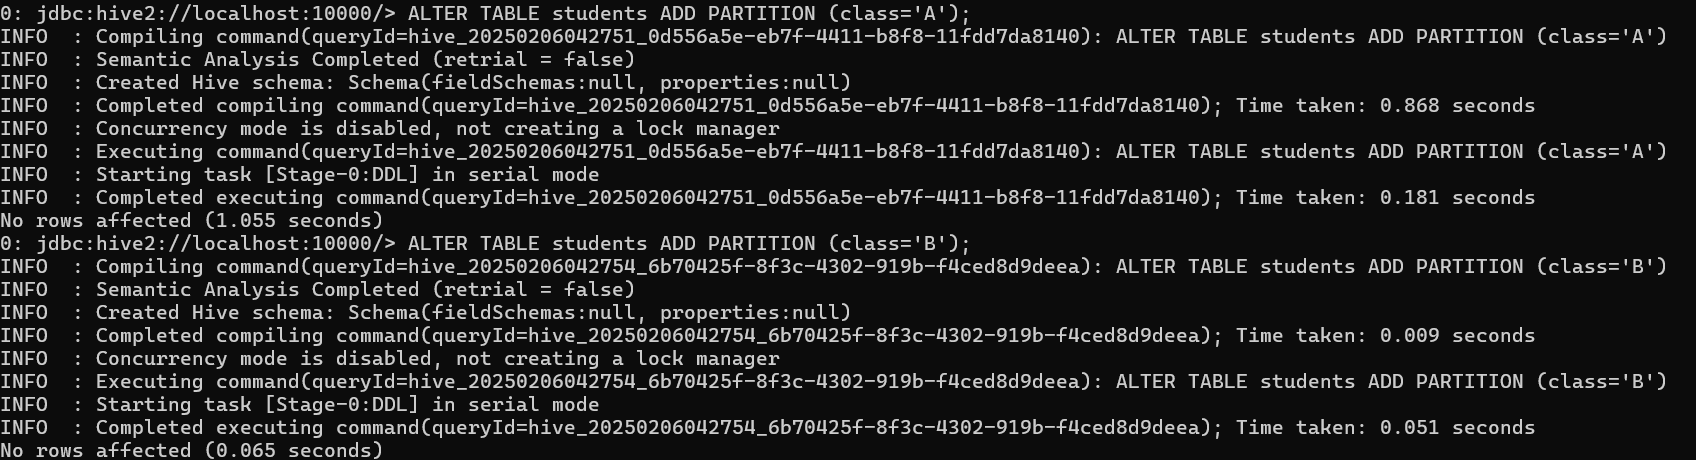 0: jdbc:hive2://localhost:10000/> ALTER TABLE students ADD PARTITION (class='A');
INFO  : Compiling command(queryId=hive_20250206042751_0d556a5e-eb7f-4411-b8f8-11fdd7da8140): ALTER TABLE students ADD PARTITION (class='A')
INFO  : Semantic Analysis Completed (retrial = false)
INFO  : Created Hive schema: Schema(fieldSchemas:null, properties:null)
INFO  : Completed compiling command(queryId=hive_20250206042751_0d556a5e-eb7f-4411-b8f8-11fdd7da8140); Time taken: 0.868 seconds
INFO  : Concurrency mode is disabled, not creating a lock manager
INFO  : Executing command(queryId=hive_20250206042751_0d556a5e-eb7f-4411-b8f8-11fdd7da8140): ALTER TABLE students ADD PARTITION (class='A')
INFO  : Starting task [Stage-0:DDL] in serial mode
INFO  : Completed executing command(queryId=hive_20250206042751_0d556a5e-eb7f-4411-b8f8-11fdd7da8140); Time taken: 0.181 seconds
No rows affected (1.055 seconds)
0: jdbc:hive2://localhost:10000/> ALTER TABLE students ADD PARTITION (class='B');
INFO  : Compiling command(queryId=hive_20250206042754_6b70425f-8f3c-4302-919b-f4ced8d9deea): ALTER TABLE students ADD PARTITION (class='B')
INFO  : Semantic Analysis Completed (retrial = false)
INFO  : Created Hive schema: Schema(fieldSchemas:null, properties:null)
INFO  : Completed compiling command(queryId=hive_20250206042754_6b70425f-8f3c-4302-919b-f4ced8d9deea); Time taken: 0.009 seconds
INFO  : Concurrency mode is disabled, not creating a lock manager
INFO  : Executing command(queryId=hive_20250206042754_6b70425f-8f3c-4302-919b-f4ced8d9deea): ALTER TABLE students ADD PARTITION (class='B')
INFO  : Starting task [Stage-0:DDL] in serial mode
INFO  : Completed executing command(queryId=hive_20250206042754_6b70425f-8f3c-4302-919b-f4ced8d9deea); Time taken: 0.051 seconds
No rows affected (0.065 seconds)